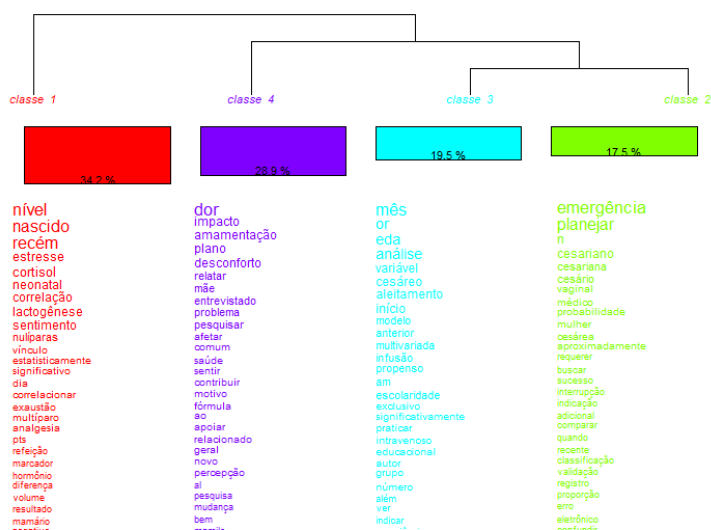 classe 1
classe 4
classe 3
classe 2
34.2 %
28.9 %
19.5 %
17.5 %
nível
nascido
recém
estresse
cortisol
neonatal
correlação
lactogênese
sentimento
nulíparas
vínculo
estatisticamente
significativo
dia
correlacionar
exaustão
multíparo
analgesia
pts
refeição
marcador
hormônio
diferença
volume
resultado
mamário
dor
impacto
amamentação
plano
desconforto
relatar
mãe
entrevistado
problema
pesquisar
afetar
comum
saúde
sentir
contribuir
motivo
fórmula
ao
apoiar
relacionado
geral
novo
percepção
al
pesquisa
mudança
bem
mês
or
eda
análise
variável
cesáreo
aleitamento
início
modelo
anterior
multivariada
infusão
propenso
am
escolaridade
exclusivo
significativamente
praticar
intravenoso
educacional
autor
grupo
número
além
ver
indicar
emergência
planejar
n
cesariano
cesariana
cesário
vaginal
médico
probabilidade
mulher
cesárea
aproximadamente
requerer
buscar
sucesso
interrupção
indicação
adicional
comparar
quando
recente
classificação
validação
registro
proporção
erro
eletrônico